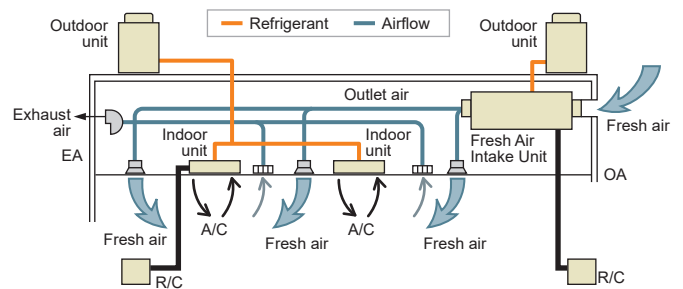 Outdoor
unit
Refrigerant
Airflow
Outdoor
unit
Outlet air
Exhaust
air
Indoor
unit
Indoor
unit
Fresh Air
Intake Unit
Fresh air
EA
OA
A/C
A/C
Fresh air
Fresh air
Fresh air
R/C
R/C